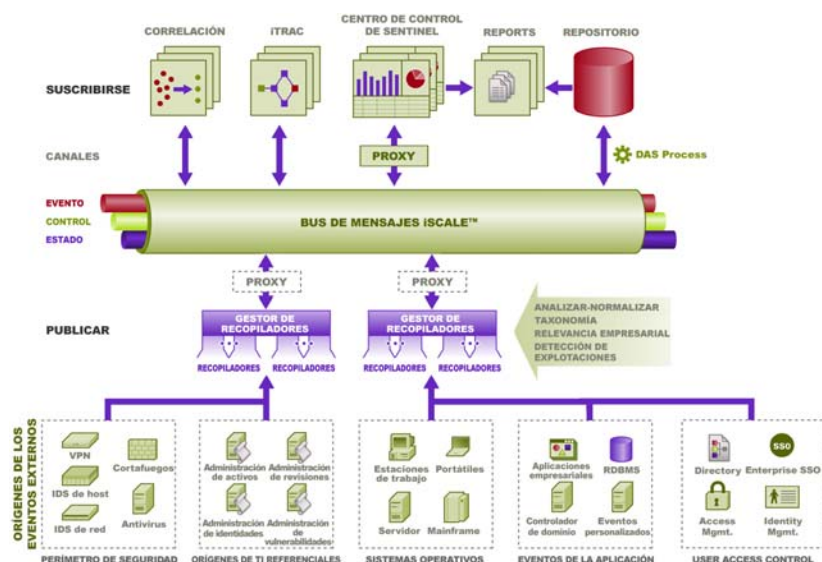 CORRELACIÓN
iTRAC
CENTRO DE CONTROL
DE SENTINEL
REPORTS
REPOSITORIO
SUSCRIBIRSE
CANALES
PROXY
DAS Process
EVENTO
CONTROL
ESTADO
BUS DE MENSAJES iSCALE™
PROXY
PROXY
PUBLICAR
GESTOR DE
RECOPILADORES
RECOPILADORES
RECOPILADORES
GESTOR DE
RECOPILADORES
RECOPILADORES
RECOPILADORES
ANALIZAR-NORMALIZAR
TAXONOMÍA
RELEVANCIA EMPRESARIAL
DETECCIÓN DE
EXPLOTACIONES
ORÍGENES DE LOS
EVENTOS EXTERNOS
VPN
Cortafuegos
IDS de host
IDS de red
Antivirus
PERÍMETRO DE SEGURIDAD
Administración
de activos
Administración
de revisiones
Administración
de identidades
Administración
de
vulnerabilidades
ORÍGENES DE TI REFERENCIALES
Estaciones
de trabajo
Portátiles
Servidor
Mainframe
SISTEMAS OPERATIVOS
Aplicaciones
empresariales
RDBMS
Controlador
de dominio
Eventos
personalizados
EVENTOS DE LA APLICACIÓN
Directory
SSO
Enterprise SSO
Access
Mgmt.
Identity
Mgmt.
USER ACCESS CONTROL